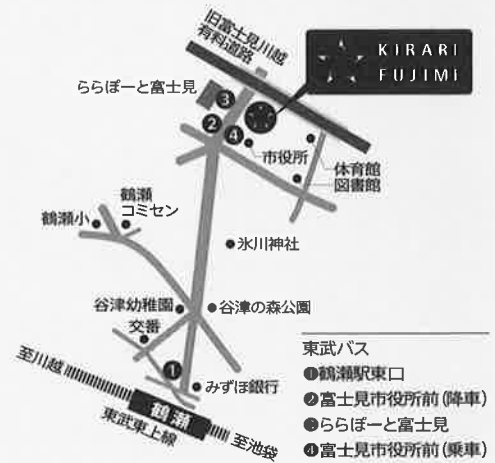 旧富士見川越
有料道路
KIRARI
FUJIMI
ららぽーと富士見
❸
❷
❹
市役所
体育館
図書館
鶴瀬
コミセン
鶴瀬小
氷川神社
谷津幼稚園
谷津の森公園
交番
❶
みずほ銀行
至川越
鶴瀬
東武東上線
至池袋
東武バス
❶鶴瀬駅東口
❷富士見市役所前(降車)
❸ららぽーと富士見
❹富士見市役所前(乗車)